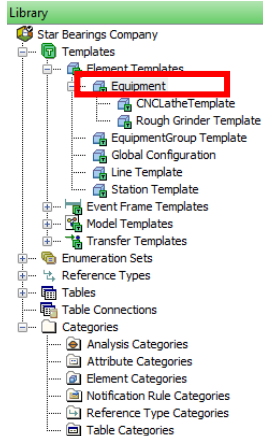 Library
Star Bearings Company
Templates
Element Templates
Equipment
CNCLatheTemplate
Rough Grinder Template
EquipmentGroup Template
Global Configuration
Line Template
Station Template
Event Frame Templates
Model Templates
Transfer Templates
Enumeration Sets
Reference Types
Tables
Table Connections
Categories
Analysis Categories
Attribute Categories
Element Categories
Notification Rule Categories
Reference Type Categories
Table Categories